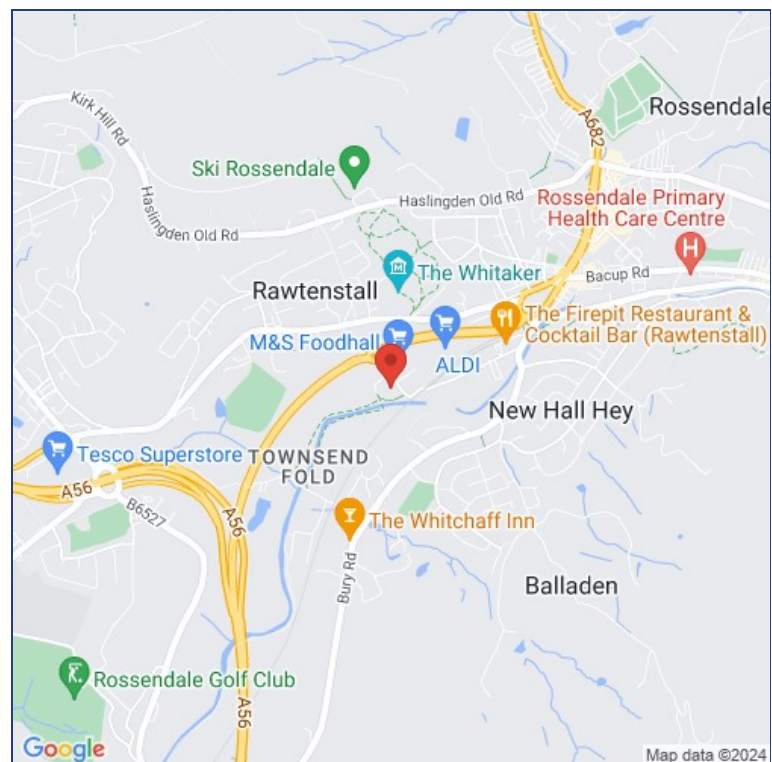 Kirk Hill Rd
A682
Rossendale
Ski Rossendale
Haslingden Old Rd
Haslingden Old Rd
Rossendale Primary
Health Care Centre
The Whitaker
Bacup Rd
Rawtenstall
The Firepit Restaurant &
Cocktail Bar (Rawtenstall)
M&S Foodhall
ALDI
New Hall Hey
Tesco Superstore
TOWNSEND
FOLD
A56
B6527
A56
The Whitchaff Inn
Bury Rd
Balladen
Rossendale Golf Club
A56
Google
Map data ©2024